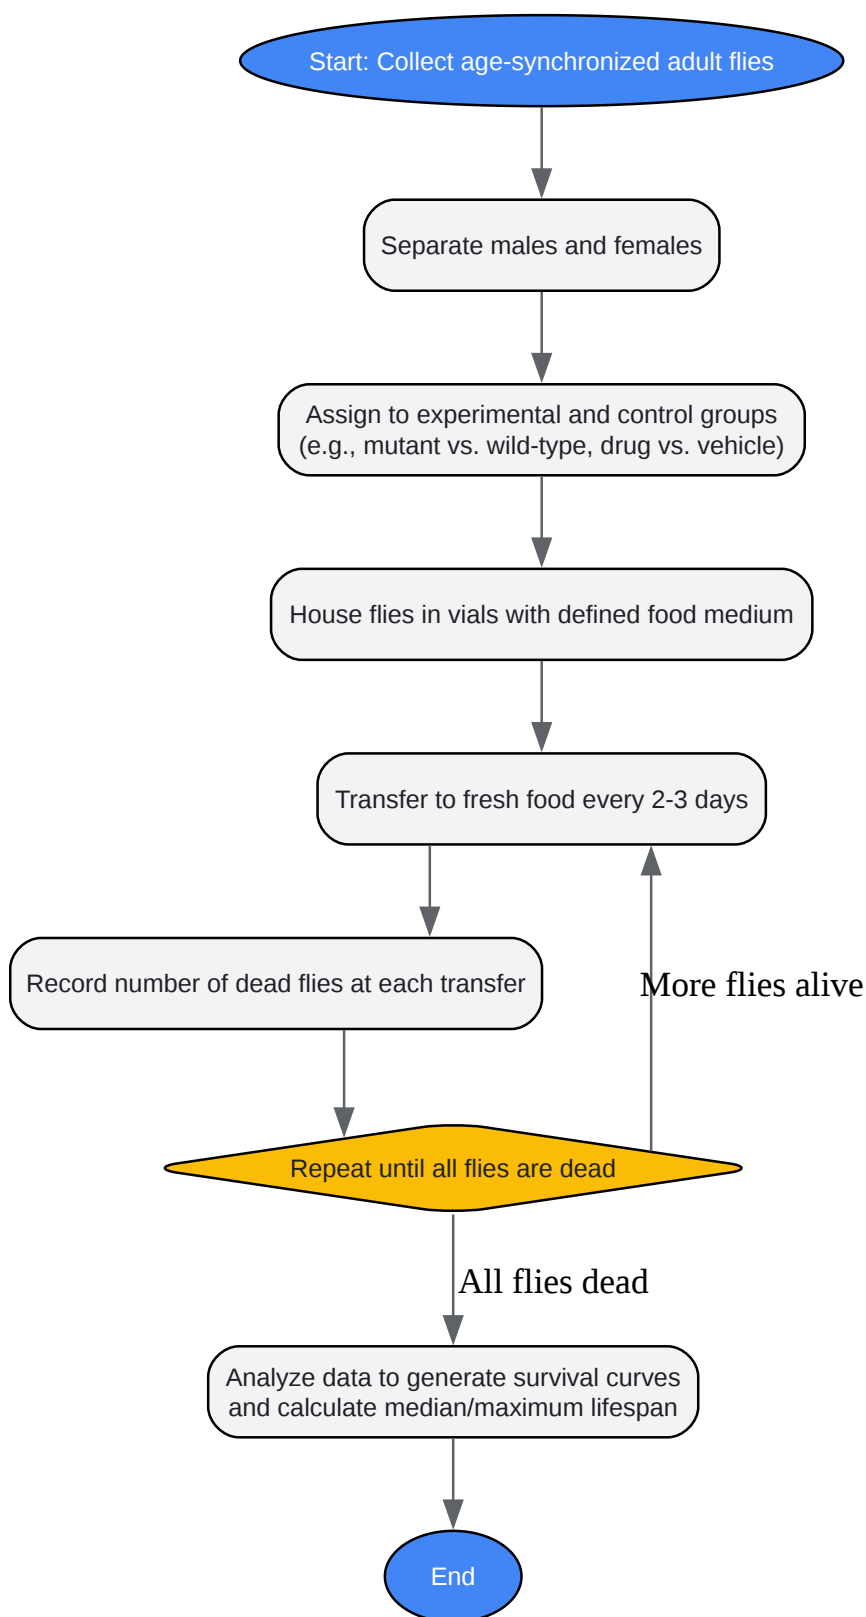 Start: Collect age-synchronized adult flies
Separate males and females
Assign to experimental and control groups
(e.g., mutant vs. wild-type, drug vs. vehicle)
House flies in vials with defined food medium
Transfer to fresh food every 2-3 days
Record number of dead flies at each transfer
More flies alive
Repeat until all flies are dead
All flies dead
Analyze data to generate survival curves
and calculate median/maximum lifespan
End